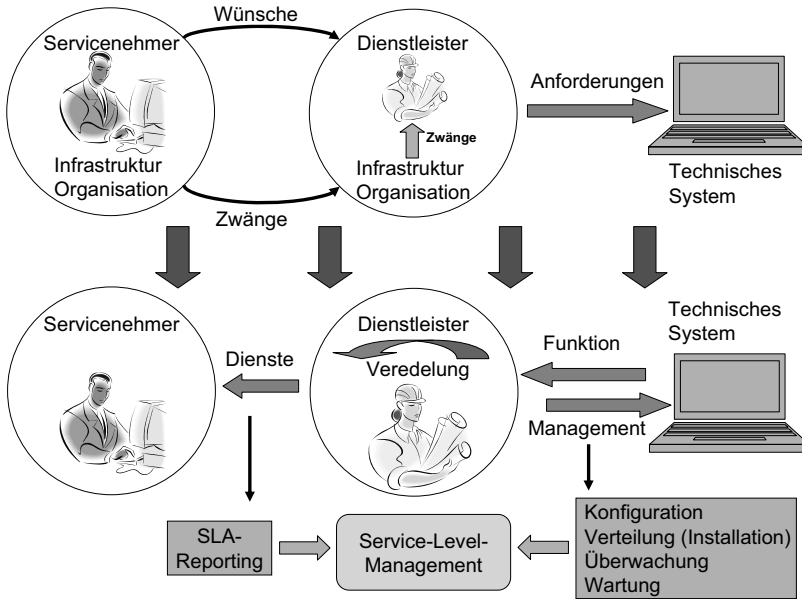 Wünsche
Servicenehmer
Dienstleister
Anforderungen
Zwänge
Infrastruktur
Organisation
Infrastruktur
Organisation
Technisches
System
Zwänge
Servicenehmer
Dienstleister
Technisches
System
Dienste
Veredelung
Funktion
Management
SLA-
Reporting
Service-Level-
Management
Konfiguration
Verteilung (Installation)
Überwachung
Wartung